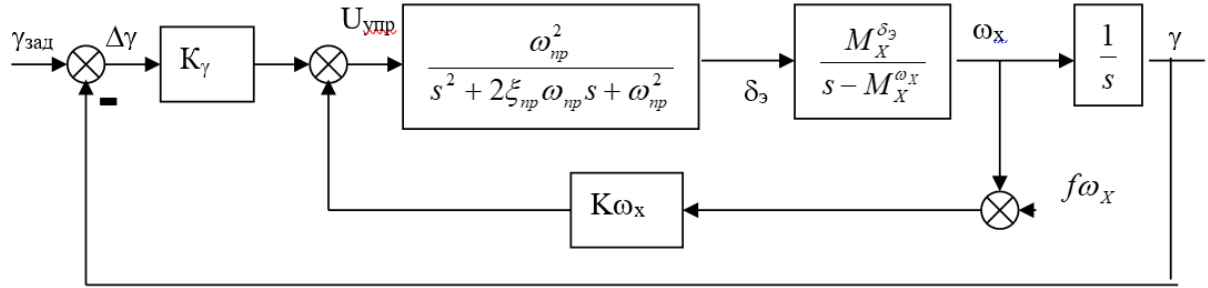 γзад
Δγ
Kγ
Uупр
ω²пр
s² + 2ξпрωпрs + ω²пр
δэ
M_X^δэ
s − M_X^ωX
ωx
1
s
γ
Kωx
fωX
-